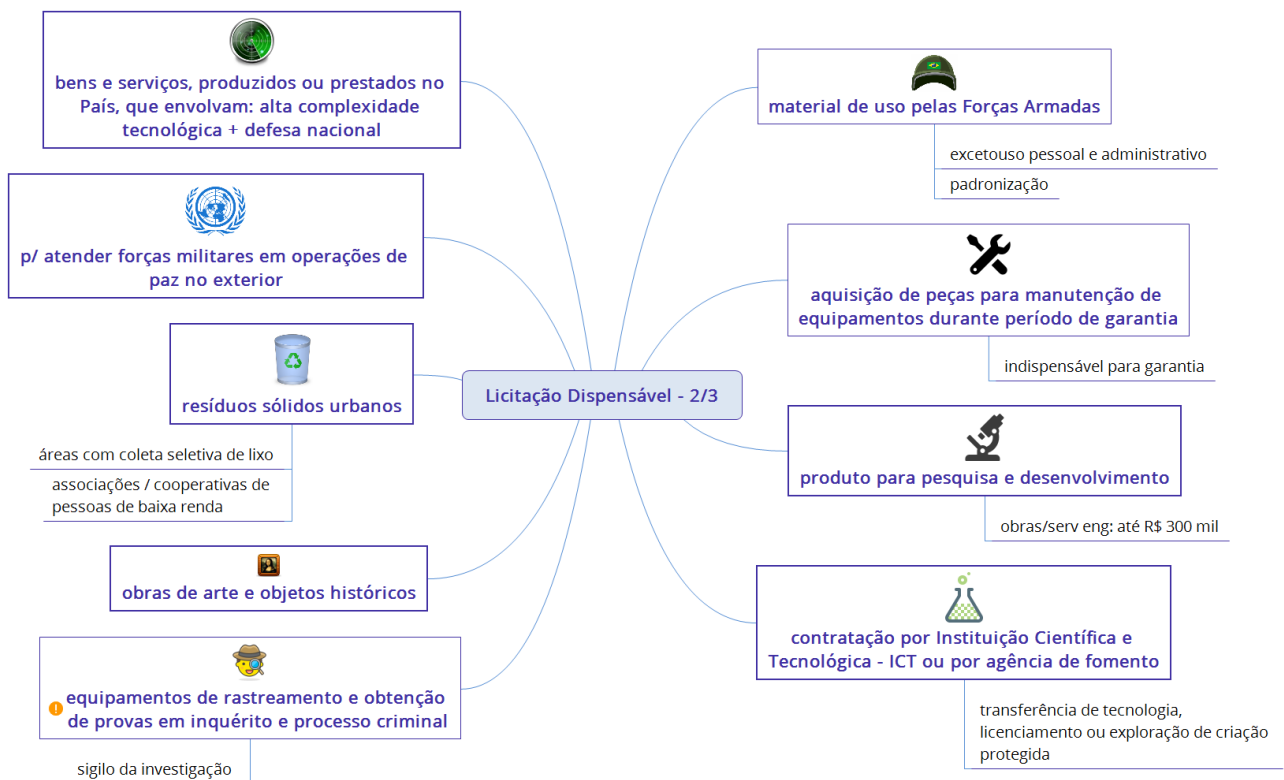 bens e serviços, produzidos ou prestados no
País, que envolvam: alta complexidade
tecnológica + defesa nacional
p/ atender forças militares em operações de
paz no exterior
resíduos sólidos urbanos
áreas com coleta seletiva de lixo
associações / cooperativas de
pessoas de baixa renda
obras de arte e objetos históricos
equipamentos de rastreamento e obtenção
de provas em inquérito e processo criminal
sigilo da investigação
Licitação Dispensável - 2/3
material de uso pelas Forças Armadas
excetouso pessoal e administrativo
padronização
aquisição de peças para manutenção de
equipamentos durante período de garantia
indispensável para garantia
produto para pesquisa e desenvolvimento
obras/serv eng: até R$ 300 mil
contratação por Instituição Científica e
Tecnológica - ICT ou por agência de fomento
transferência de tecnologia,
licenciamento ou exploração de criação
protegida